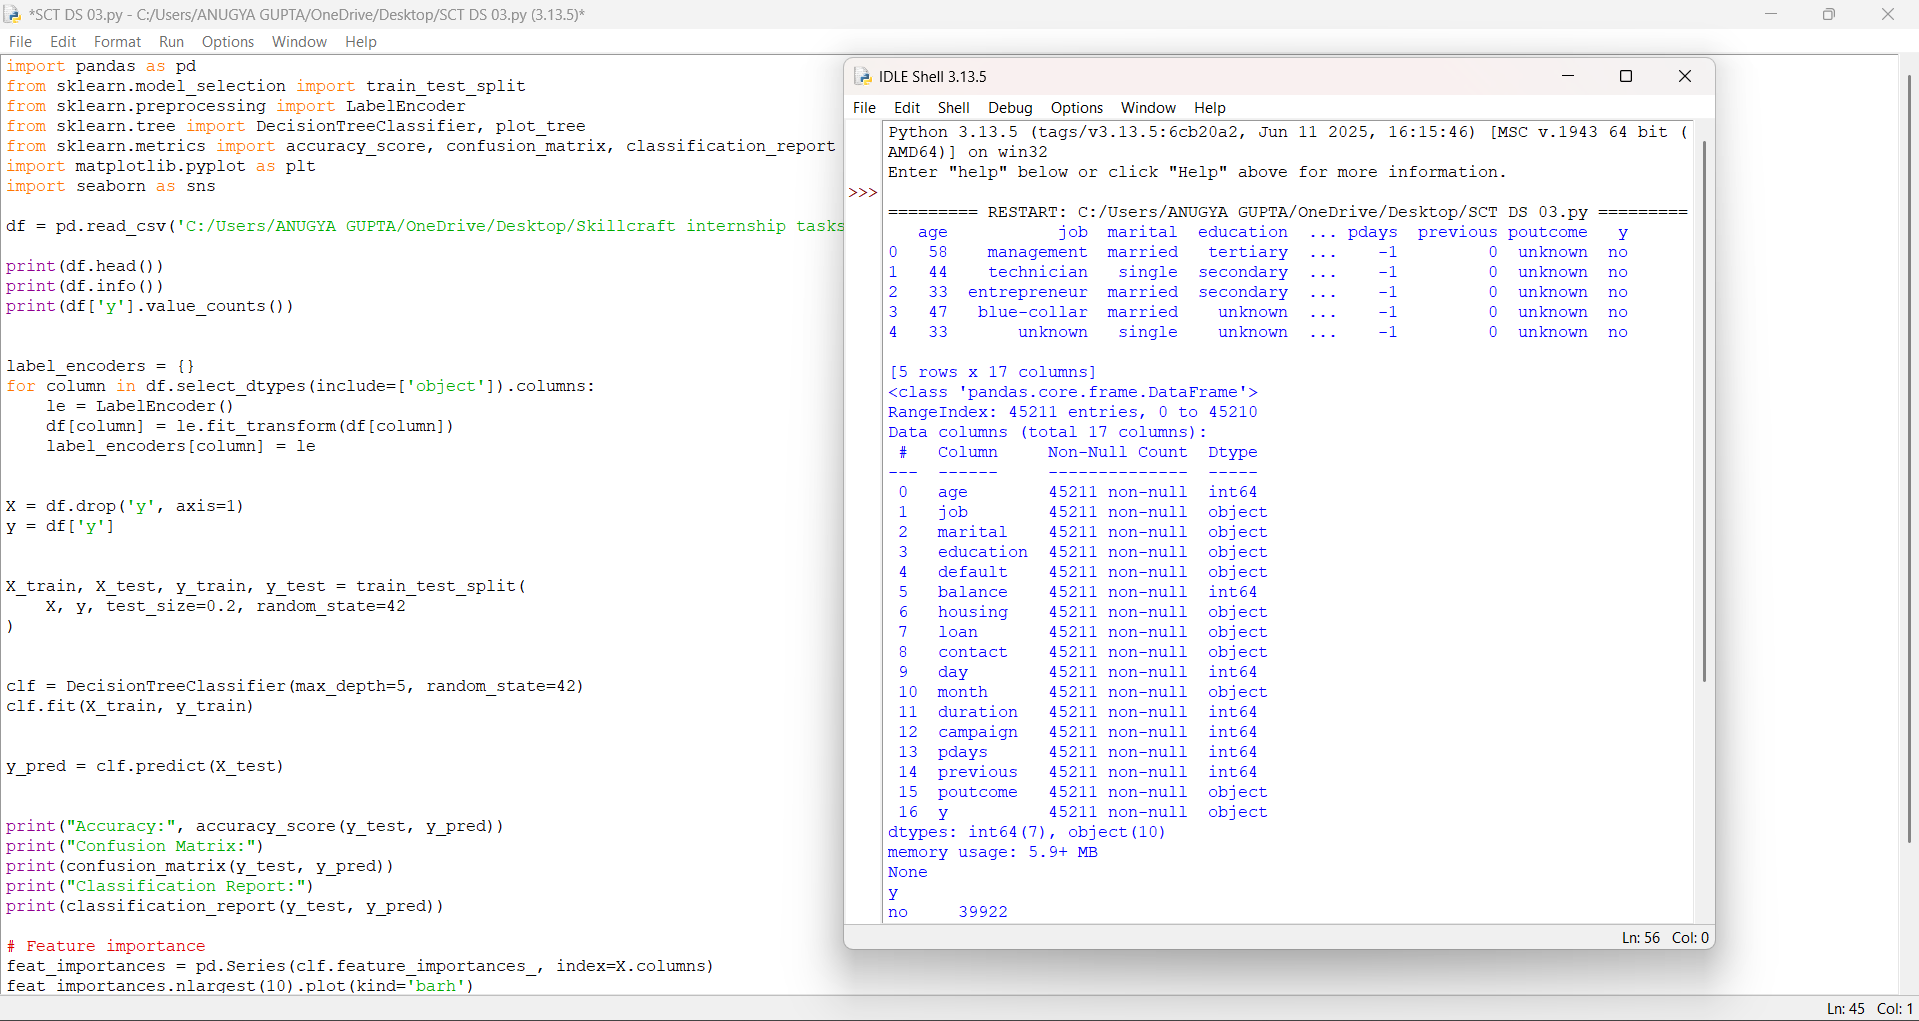 *SCT DS 03.py - C:/Users/ANUGYA GUPTA/OneDrive/Desktop/SCT DS 03.py (3.13.5)*
File Edit Format Run Options Window Help
import pandas as pd
from sklearn.model_selection import train_test_split
from sklearn.preprocessing import LabelEncoder
from sklearn.tree import DecisionTreeClassifier, plot_tree
from sklearn.metrics import accuracy_score, confusion_matrix, classification_report
import matplotlib.pyplot as plt
import seaborn as sns
df = pd.read_csv('C:/Users/ANUGYA GUPTA/OneDrive/Desktop/Skillcraft internship tasks
print(df.head())
print(df.info())
print(df['y'].value_counts())
label_encoders = {}
for column in df.select_dtypes(include=['object']).columns:
    le = LabelEncoder()
    df[column] = le.fit_transform(df[column])
    label_encoders[column] = le
X = df.drop('y', axis=1)
y = df['y']
X_train, X_test, y_train, y_test = train_test_split(
    X, y, test_size=0.2, random_state=42
)
clf = DecisionTreeClassifier(max_depth=5, random_state=42)
clf.fit(X_train, y_train)
y_pred = clf.predict(X_test)
print("Accuracy:", accuracy_score(y_test, y_pred))
print("Confusion Matrix:")
print(confusion_matrix(y_test, y_pred))
print("Classification Report:")
print(classification_report(y_test, y_pred))
# Feature importance
feat_importances = pd.Series(clf.feature_importances_, index=X.columns)
feat_importances.nlargest(10).plot(kind='barh')
Ln: 45 Col: 1
IDLE Shell 3.13.5
File Edit Shell Debug Options Window Help
Python 3.13.5 (tags/v3.13.5:6cb20a2, Jun 11 2025, 16:15:46) [MSC v.1943 64 bit (
AMD64)] on win32
Enter "help" below or click "Help" above for more information.
>>>
========= RESTART: C:/Users/ANUGYA GUPTA/OneDrive/Desktop/SCT DS 03.py =========
   age           job  marital  education  ... pdays  previous poutcome   y
0   58    management  married   tertiary  ...    -1         0  unknown  no
1   44    technician   single  secondary  ...    -1         0  unknown  no
2   33  entrepreneur  married  secondary  ...    -1         0  unknown  no
3   47   blue-collar  married    unknown  ...    -1         0  unknown  no
4   33       unknown   single    unknown  ...    -1         0  unknown  no
[5 rows x 17 columns]
<class 'pandas.core.frame.DataFrame'>
RangeIndex: 45211 entries, 0 to 45210
Data columns (total 17 columns):
 #   Column     Non-Null Count  Dtype
---  ------     --------------  -----
 0   age        45211 non-null  int64
 1   job        45211 non-null  object
 2   marital    45211 non-null  object
 3   education  45211 non-null  object
 4   default    45211 non-null  object
 5   balance    45211 non-null  int64
 6   housing    45211 non-null  object
 7   loan       45211 non-null  object
 8   contact    45211 non-null  object
 9   day        45211 non-null  int64
 10  month      45211 non-null  object
 11  duration   45211 non-null  int64
 12  campaign   45211 non-null  int64
 13  pdays      45211 non-null  int64
 14  previous   45211 non-null  int64
 15  poutcome   45211 non-null  object
 16  y          45211 non-null  object
dtypes: int64(7), object(10)
memory usage: 5.9+ MB
None
y
no     39922
Ln: 56 Col: 0